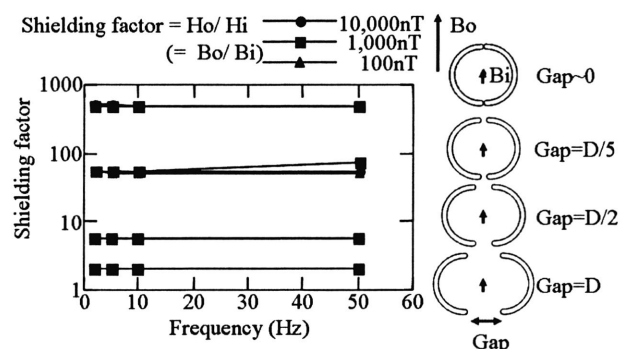 Shielding factor = Ho/ Hi
(= Bo/ Bi)
10,000nT
1,000nT
100nT
Shielding factor
1000
100
10
1
0
10
20
30
40
50
60
Frequency (Hz)
Bo
Bi
Gap~0
Gap=D/5
Gap=D/2
Gap=D
Gap